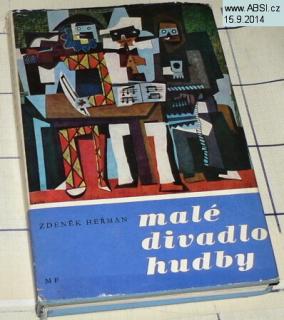 www.ABSI.cz
15.9.2014
ZDENĚK HEŘMAN
malé
divadlo
hudby
MF